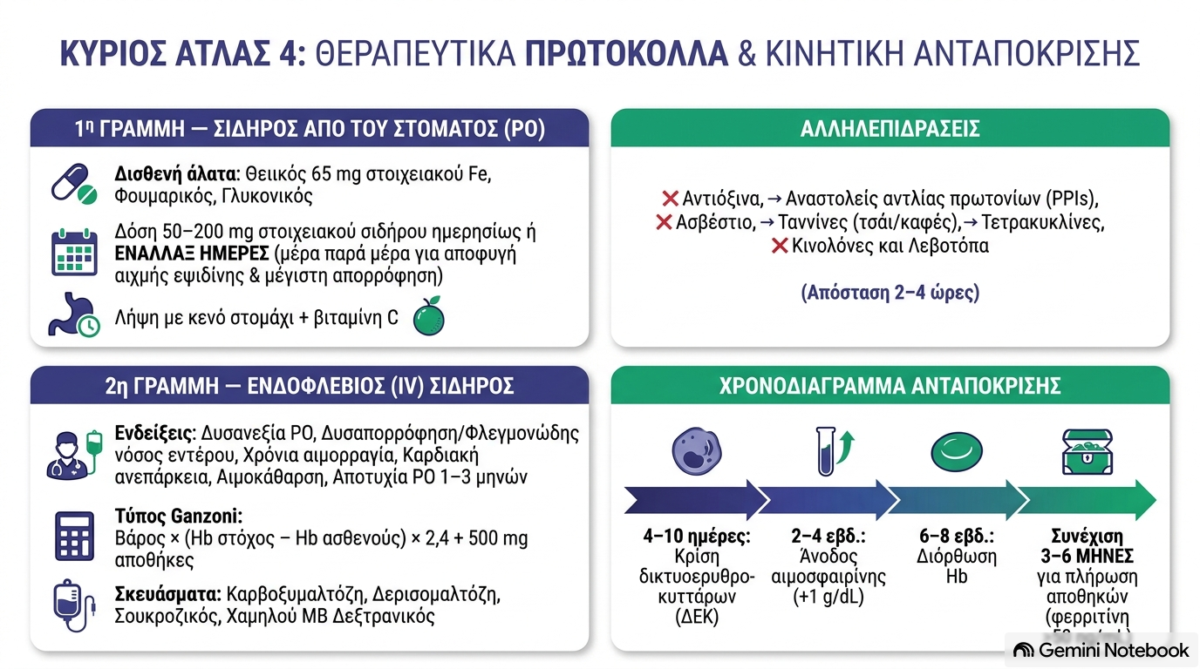 ΚΥΡΙΟΣ ΑΤΛΑΣ 4: ΘΕΡΑΠΕΥΤΙΚΑ ΠΡΩΤΟΚΟΛΛΑ & ΚΙΝΗΤΙΚΗ ΑΝΤΑΠΟΚΡΙΣΗΣ
1η ΓΡΑΜΜΗ — ΣΙΔΗΡΟΣ ΑΠΟ ΤΟΥ ΣΤΟΜΑΤΟΣ (PO)
Δισθενή άλατα: Θειικός 65 mg στοιχειακού Fe,
Φουμαρικός, Γλυκονικός
Δόση 50–200 mg στοιχειακού σιδήρου ημερησίως ή
ΕΝΑΛΛΑΞ ΗΜΕΡΕΣ (μέρα παρά μέρα για αποφυγή
αιχμής εψιδίνης & μέγιστη απορρόφηση)
Λήψη με κενό στομάχι + βιταμίνη C
ΑΛΛΗΛΕΠΙΔΡΑΣΕΙΣ
❌ Αντιόξινα, → Αναστολείς αντλίας πρωτονίων (PPIs),
❌ Ασβέστιο, → Ταννίνες (τσάι/καφές), → Τετρακυκλίνες,
❌ Κινολόνες και Λεβοτόπα
(Απόσταση 2–4 ώρες)
2η ΓΡΑΜΜΗ — ΕΝΔΟΦΛΕΒΙΟΣ (IV) ΣΙΔΗΡΟΣ
Ενδείξεις: Δυσανεξία PO, Δυσαπορρόφηση/Φλεγμονώδης
νόσος εντέρου, Χρόνια αιμορραγία, Καρδιακή
ανεπάρκεια, Αιμοκάθαρση, Αποτυχία PO 1–3 μηνών
Τύπος Ganzoni:
Βάρος × (Hb στόχος – Hb ασθενούς) × 2,4 + 500 mg
αποθήκες
Σκευάσματα: Καρβοξυμαλτόζη, Δερισομαλτόζη,
Σουκροζικός, Χαμηλού ΜΒ Δεξτρανικός
ΧΡΟΝΟΔΙΑΓΡΑΜΜΑ ΑΝΤΑΠΟΚΡΙΣΗΣ
4–10 ημέρες:
Κρίση
δικτυοερυθρο-
κυττάρων
(ΔΕΚ)
2–4 εβδ.:
Άνοδος
αιμοσφαιρίνης
(+1 g/dL)
6–8 εβδ.:
Διόρθωση
Hb
Συνέχιση
3–6 ΜΗΝΕΣ
για πλήρωση
αποθηκών
(φερριτίνη
Gemini Notebook